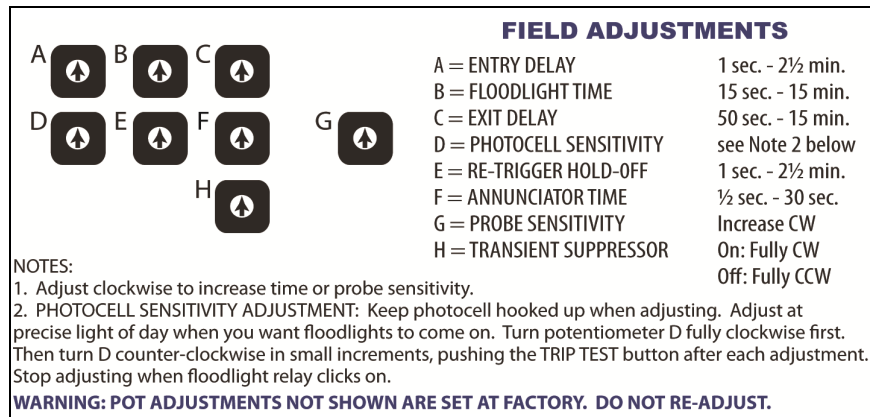 FIELD ADJUSTMENTS
A B C
D E F G
H
A = ENTRY DELAY 1 sec. - 2½ min.
B = FLOODLIGHT TIME 15 sec. - 15 min.
C = EXIT DELAY 50 sec. - 15 min.
D = PHOTOCELL SENSITIVITY see Note 2 below
E = RE-TRIGGER HOLD-0FF 1 sec. - 2½ min.
F = ANNUNCIATOR TIME ½ sec. - 30 sec.
G = PROBE SENSITIVITY Increase CW
H = TRANSIENT SUPPRESSOR On: Fully CW
Off: Fully CCW
NOTES:
1. Adjust clockwise to increase time or probe sensitivity.
2. PHOTOCELL SENSITIVITY ADJUSTMENT: Keep photocell hooked up when adjusting. Adjust at
precise light of day when you want floodlights to come on. Turn potentiometer D fully clockwise first.
Then turn D counter-clockwise in small increments, pushing the TRIP TEST button after each adjustment.
Stop adjusting when floodlight relay clicks on.
WARNING: POT ADJUSTMENTS NOT SHOWN ARE SET AT FACTORY. DO NOT RE-ADJUST.